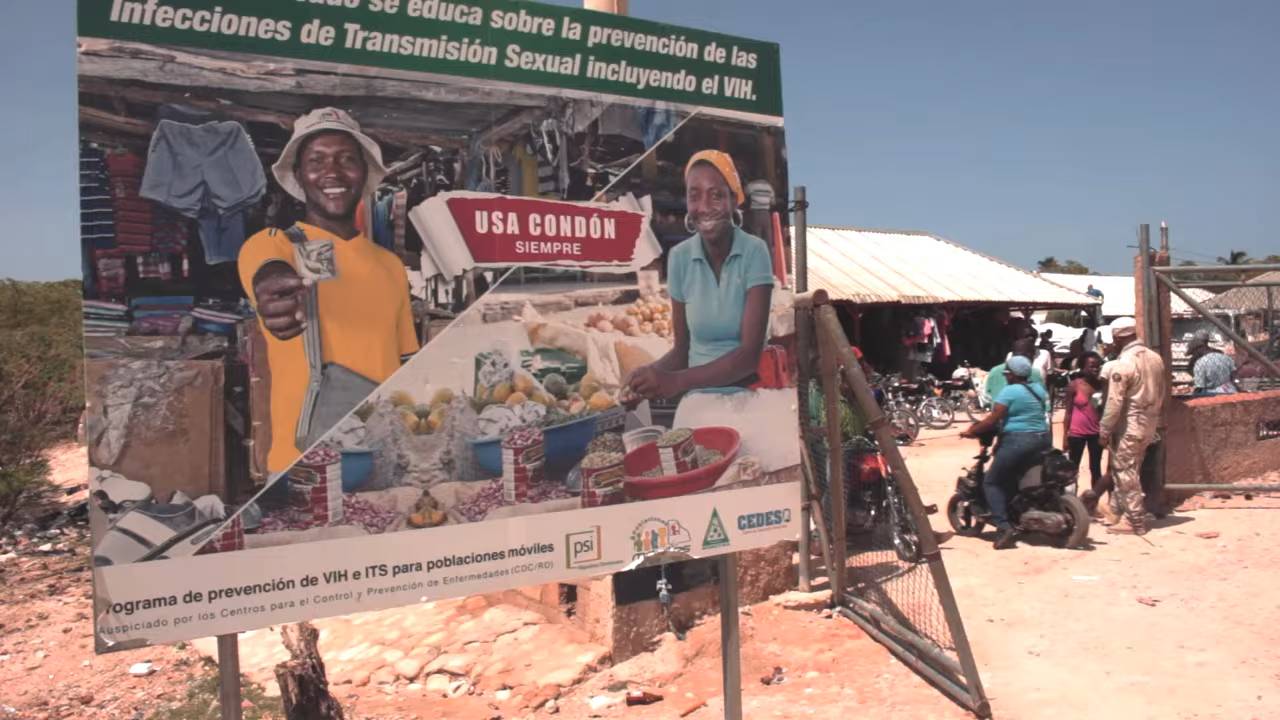 se educa sobre la prevención de las
Infecciones de Transmisión Sexual incluyendo el VIH.
USA CONDÓN
SIEMPRE
rograma de prevención de VIH e ITS para poblaciones móviles
Auspiciado por los Centros para el Control y Prevención de Enfermedades (CDC/RD)
psi
CEDESO